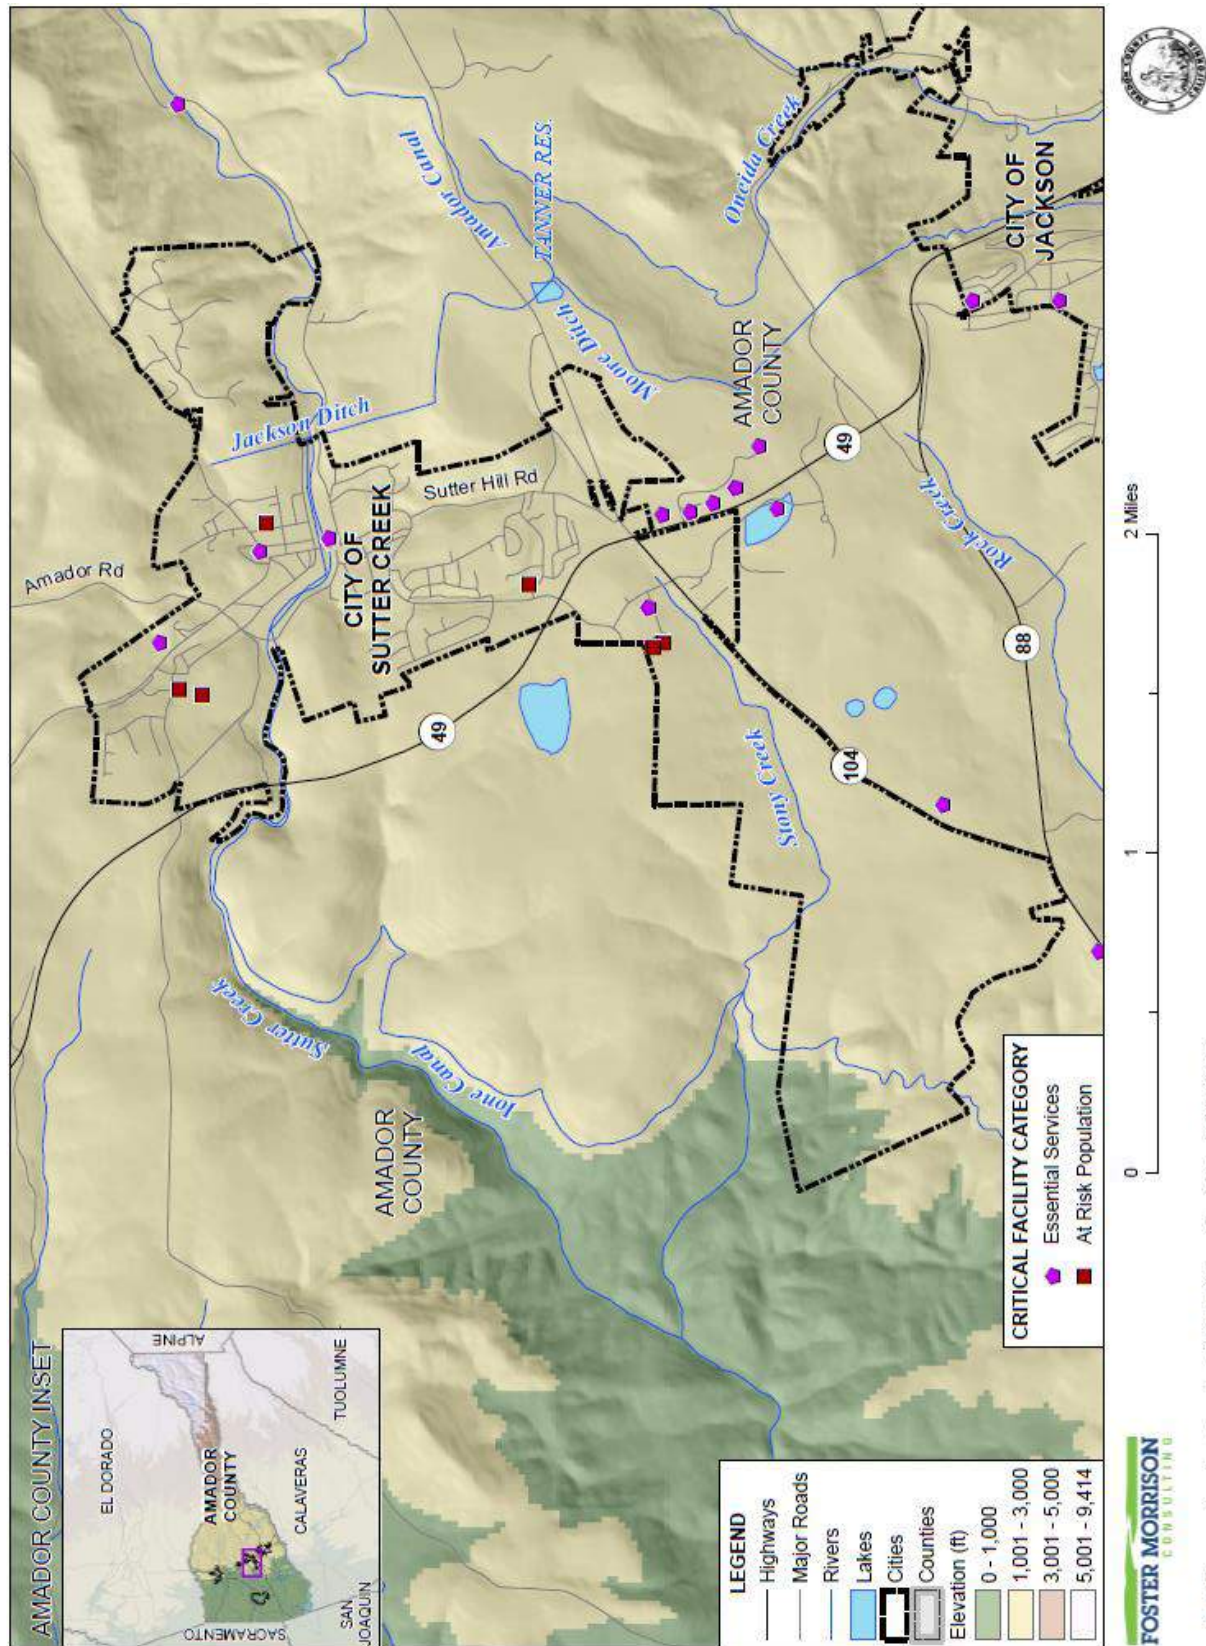 AMADOR COUNTY INSET
EL DORADO
ALPINE
AMADOR
COUNTY
SACRAMENTO
CALAVERAS
SAN
JOAQUIN
TUOLUMNE
Amador Rd
Jackson Ditch
CITY OF
SUTTER CREEK
Sutter Hill Rd
Amador Canal
TANNER RES.
Moore Ditch
Oneida Creek
CITY OF
JACKSON
AMADOR
COUNTY
49
49
Sutter Creek
Ione Canal
AMADOR
COUNTY
Stony Creek
104
88
Rock Creek
LEGEND
Highways
Major Roads
Rivers
Lakes
Cities
Counties
Elevation (ft)
0 - 1,000
1,001 - 3,000
3,001 - 5,000
5,001 - 9,414
CRITICAL FACILITY CATEGORY
Essential Services
At Risk Population
0
1
2 Miles
FOSTER MORRISON
CONSULTING
AMADOR COUNTY